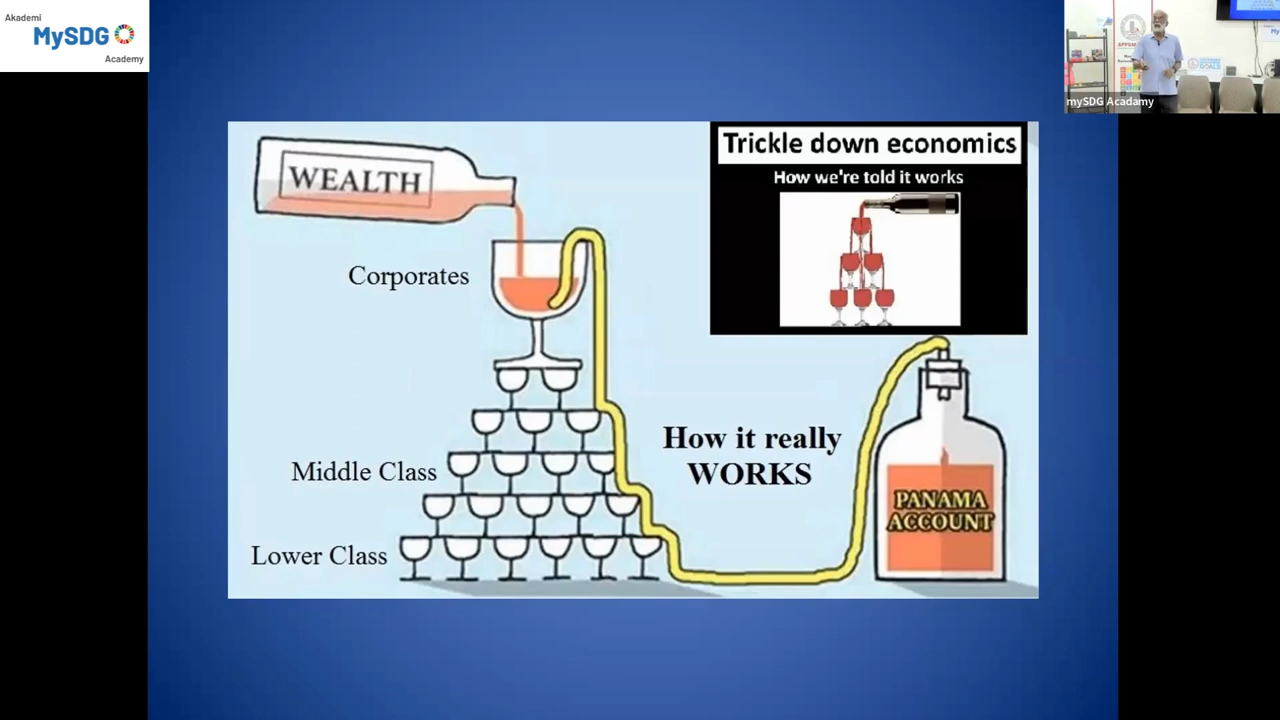 Akademi
MySDG
Academy
WEALTH
Trickle down economics
How we're told it works
Corporates
How it really
WORKS
Middle Class
Lower Class
PANAMA
ACCOUNT
mySDG Acadamy